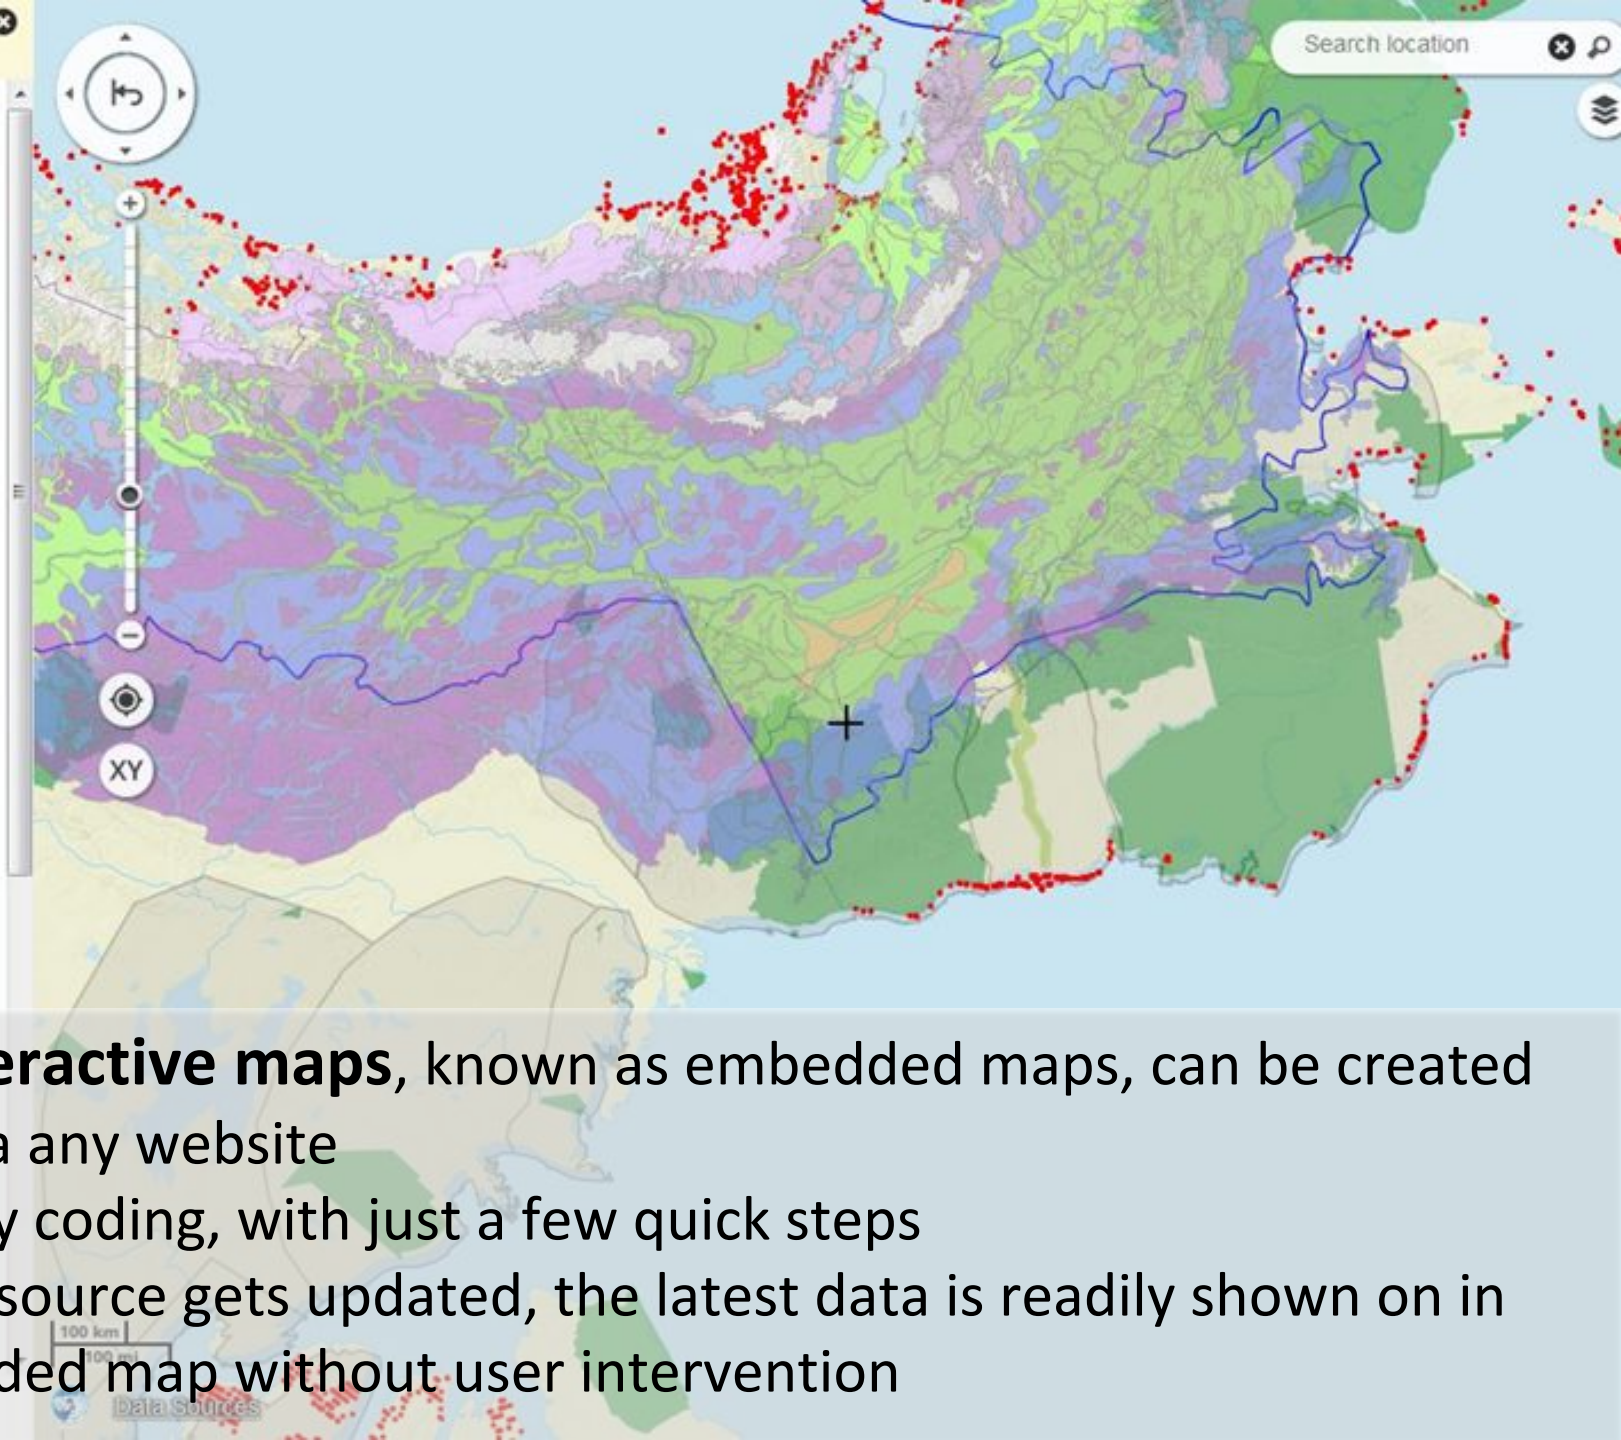 Search location
XY
eractive maps, known as embedded maps, can be created
a any website
y coding, with just a few quick steps
source gets updated, the latest data is readily shown on in
ded map without user intervention
100 km
100 mi
Data Sources